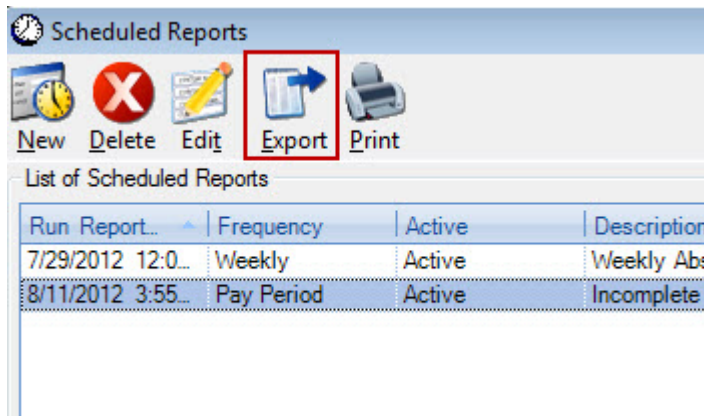 Scheduled Reports
New Delete Edit Export Print
List of Scheduled Reports
Run Report... Frequency Active Description
7/29/2012 12:0... Weekly Active Weekly Abs
8/11/2012 3:55... Pay Period Active Incomplete